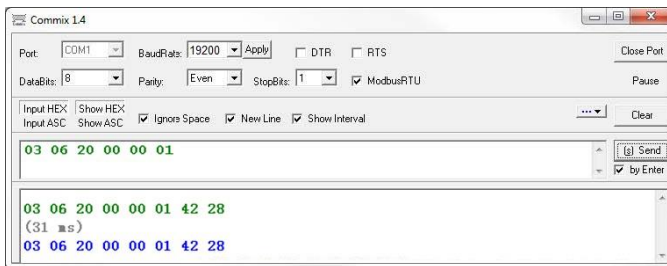 Commix 1.4
Port: COM1 BaudRate: 19200 Apply DTR RTS Close Port
DataBits: 8 Parity: Even StopBits: 1 ModbusRTU Pause
Input HEX Show HEX
Input ASC Show ASC Ignore Space New Line Show Interval ... Clear
03 06 20 00 00 01 (s) Send
by Enter
03 06 20 00 00 01 42 28
(31 ms)
03 06 20 00 00 01 42 28